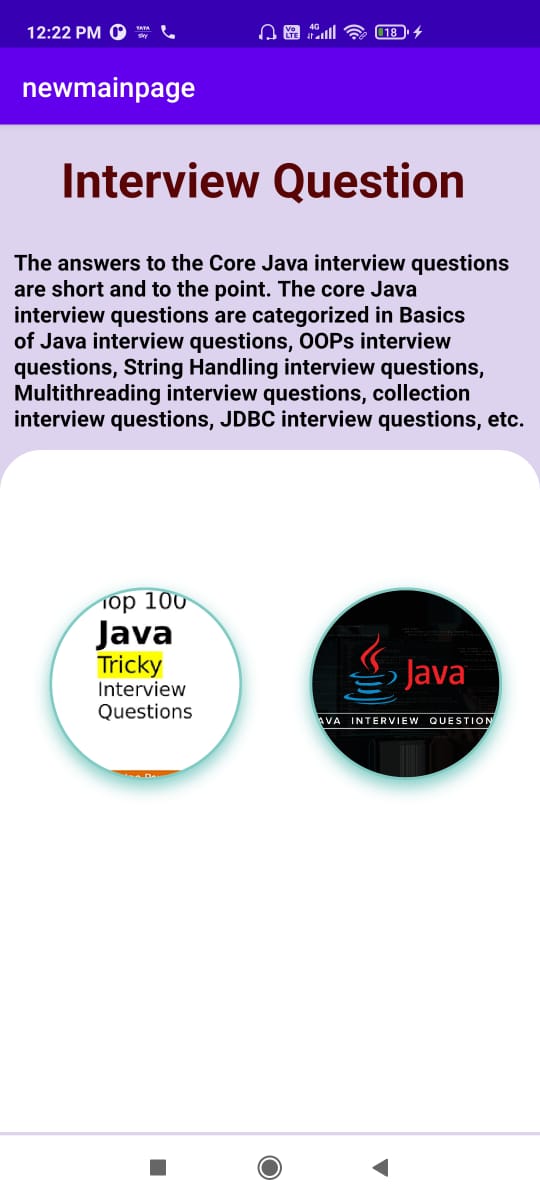 12:22 PM TATA sky Vo LTE 4G 18
newmainpage
Interview Question
The answers to the Core Java interview questions
are short and to the point. The core Java
interview questions are categorized in Basics
of Java interview questions, OOPs interview
questions, String Handling interview questions,
Multithreading interview questions, collection
interview questions, JDBC interview questions, etc.
Top 100
Java
Tricky
Interview
Questions
Java
AVA INTERVIEW QUESTION